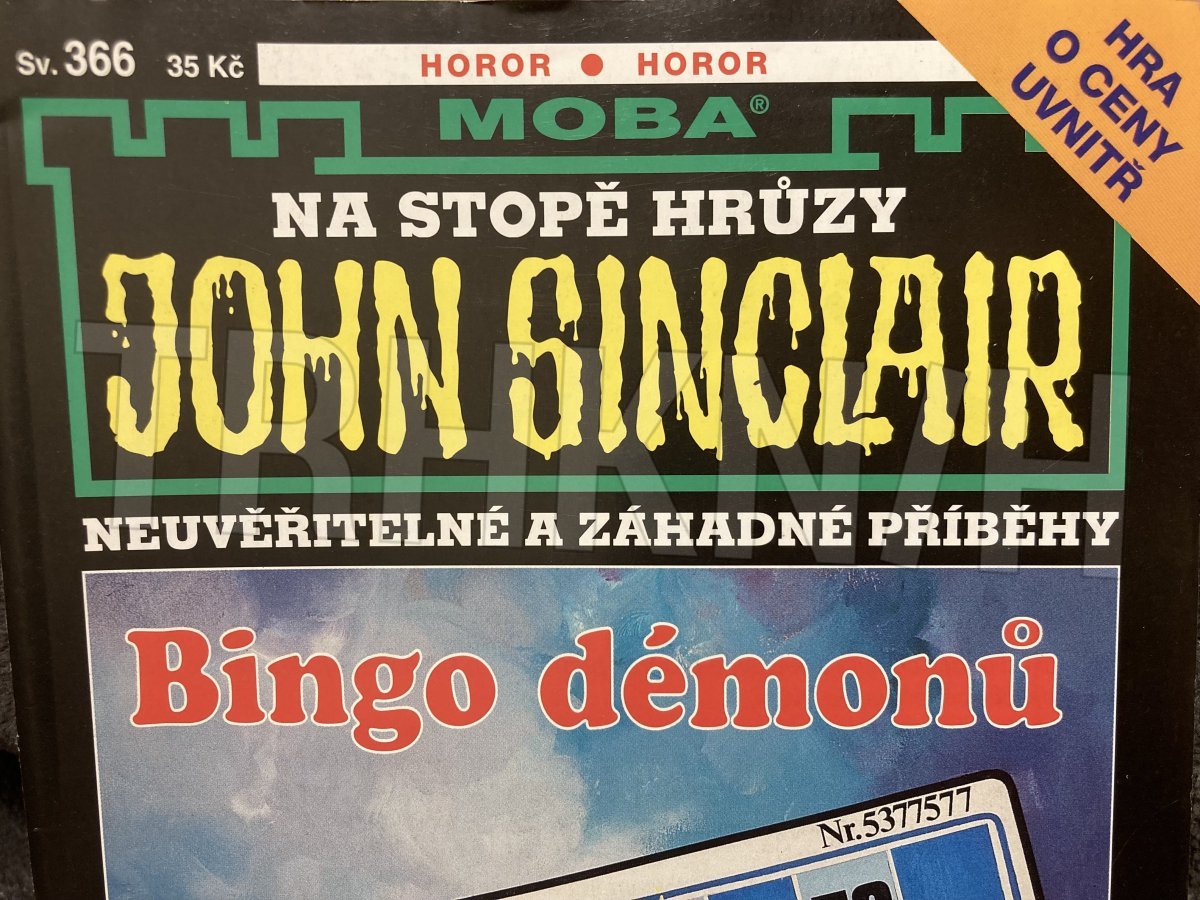 Sv. 366 35 Kč HOROR ● HOROR
HRA
O CENY
UVNITŘ
MOBA®
NA STOPĚ HRŮZY
JOHN SINCLAIR
TRHKNIH
NEUVĚŘITELNÉ A ZÁHADNÉ PŘÍBĚHY
Bingo démonů
Nr.5377577